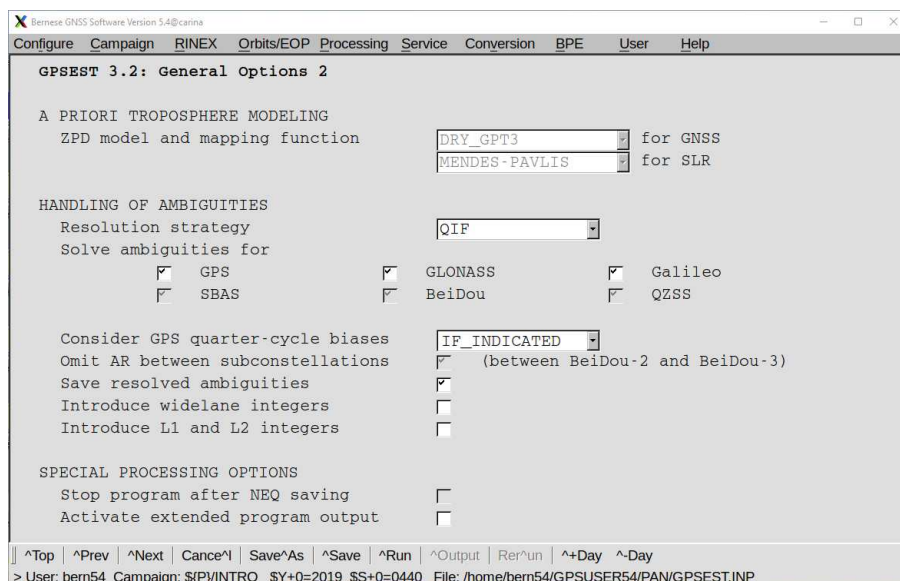 Bernese GNSS Software Version 5.4@carina
Configure Campaign RINEX Orbits/EOP Processing Service Conversion BPE User Help
GPSEST 3.2: General Options 2
A PRIORI TROPOSPHERE MODELING
ZPD model and mapping function DRY_GPT3 for GNSS
MENDES-PAVLIS for SLR
HANDLING OF AMBIGUITIES
Resolution strategy QIF
Solve ambiguities for
GPS GLONASS Galileo
SBAS BeiDou QZSS
Consider GPS quarter-cycle biases IF_INDICATED
Omit AR between subconstellations (between BeiDou-2 and BeiDou-3)
Save resolved ambiguities
Introduce widelane integers
Introduce L1 and L2 integers
SPECIAL PROCESSING OPTIONS
Stop program after NEQ saving
Activate extended program output
^Top ^Prev ^Next Cance^l Save^As ^Save ^Run ^Output Rer^un ^+Day ^-Day
> User: bern54 Campaign: ${P}/INTRO $Y+0=2019 $S+0=0440 File: /home/bern54/GPSUSER54/PAN/GPSEST.INP